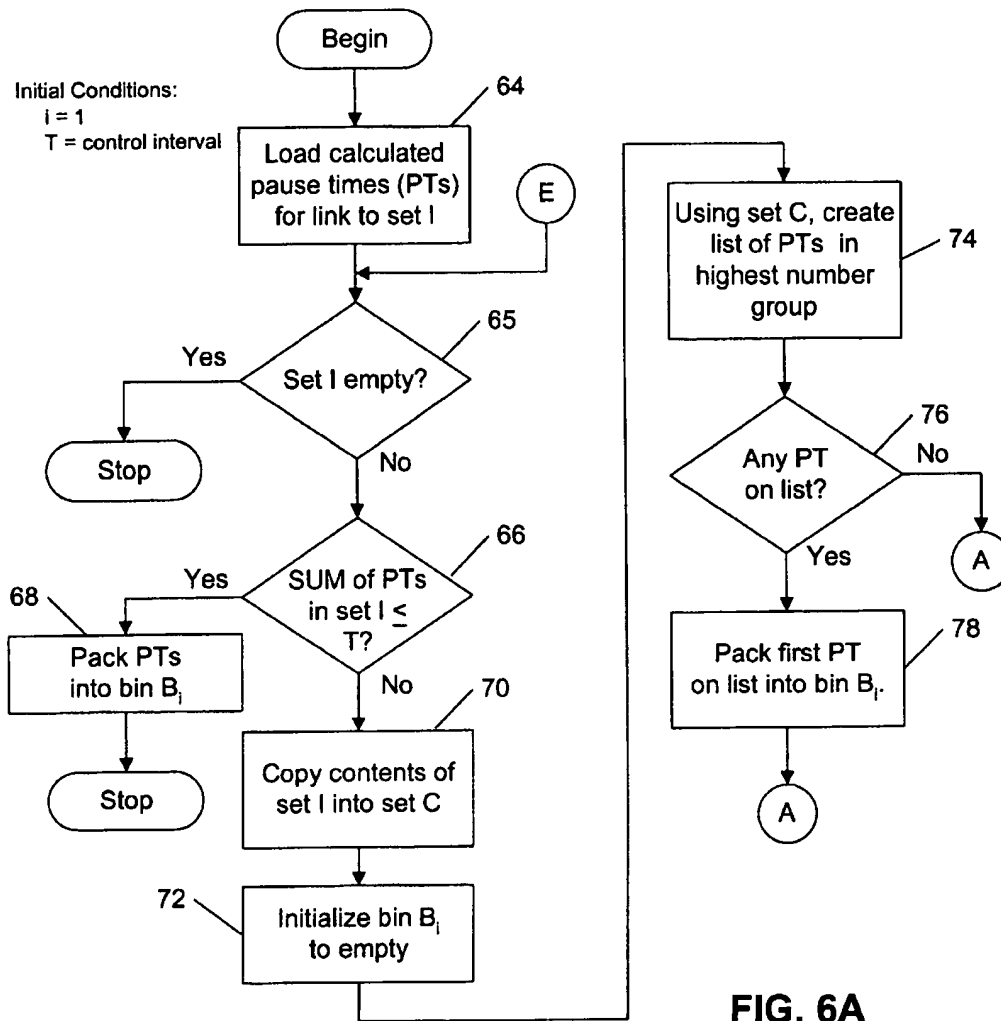 Begin
Initial Conditions:
i = 1
T = control interval
64
Load calculated
pause times (PTs)
for link to set I
E
65
Yes
Set I empty?
Stop
No
66
Yes
SUM of PTs
in set I ≤
T?
68
Pack PTs
into bin Bi
No
70
Stop
Copy contents of
set I into set C
72
Initialize bin Bi
to empty
Using set C, create
list of PTs in
highest number
group
74
76
Any PT
on list?
No
A
Yes
78
Pack first PT
on list into bin Bi.
A
FIG. 6A